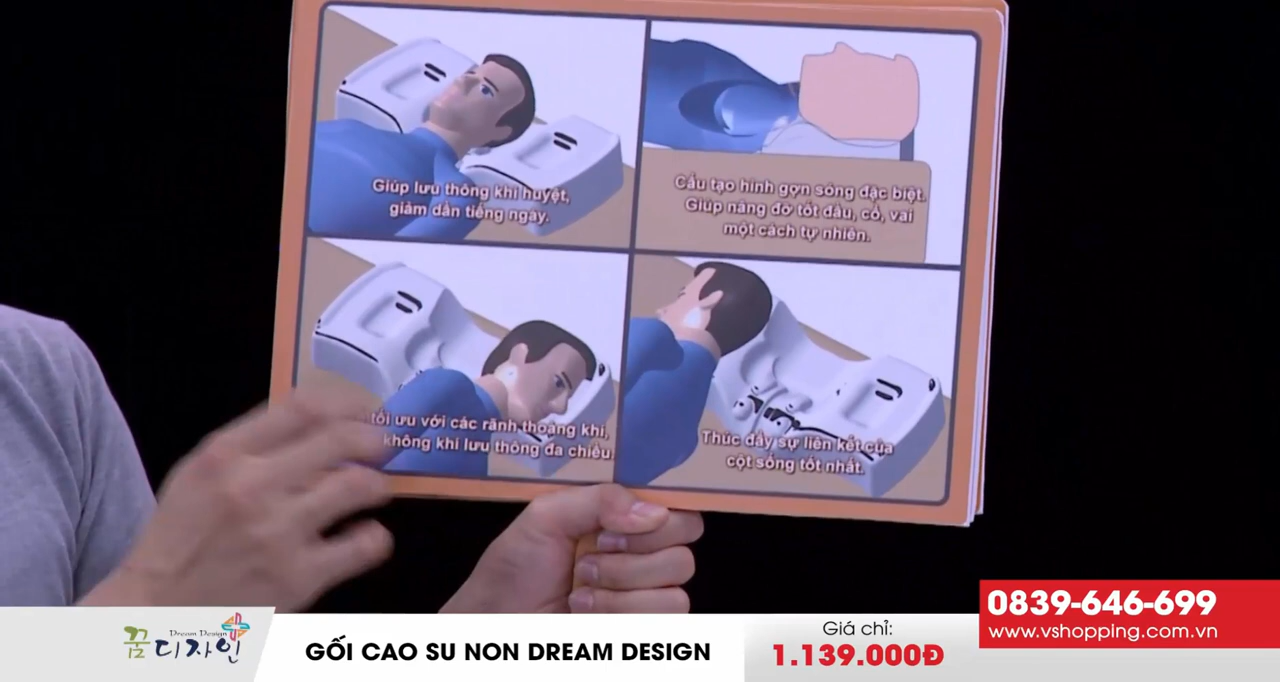 Giúp lưu thông khí huyệt,
giảm dần tiếng ngáy.
Cấu tạo hình gợn sóng đặc biệt.
Giúp nâng đỡ tốt đầu, cổ, vai
một cách tự nhiên.
tối ưu với các rãnh thoáng khí,
không khí lưu thông đa chiều.
Thúc đẩy sự liên kết của
cột sống tốt nhất.
Dream Design
꿈디자인
GỐI CAO SU NON DREAM DESIGN
Giá chỉ:
1.139.000Đ
0839-646-699
www.vshopping.com.vn